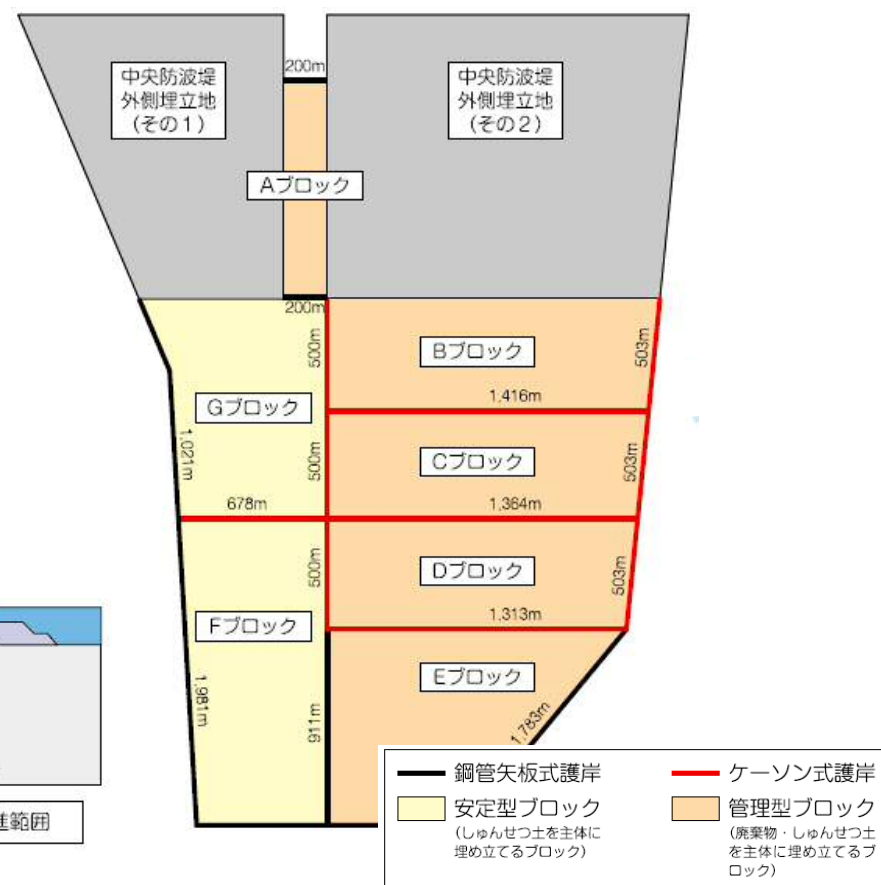 中央防波堤
外側埋立地
(その1)
200m
中央防波堤
外側埋立地
(その2)
Aブロック
200m
500m
Bブロック
503m
1,416m
Gブロック
1,021m
500m
Cブロック
503m
678m
1,364m
500m
Dブロック
503m
1,313m
Fブロック
Eブロック
1,981m
911m
1,783m
範囲
鋼管矢板式護岸
ケーソン式護岸
安定型ブロック
(しゅんせつ土を主体に
埋め立てるブロック)
管理型ブロック
(廃棄物・しゅんせつ土
を主体に埋め立てるブ
ロック)